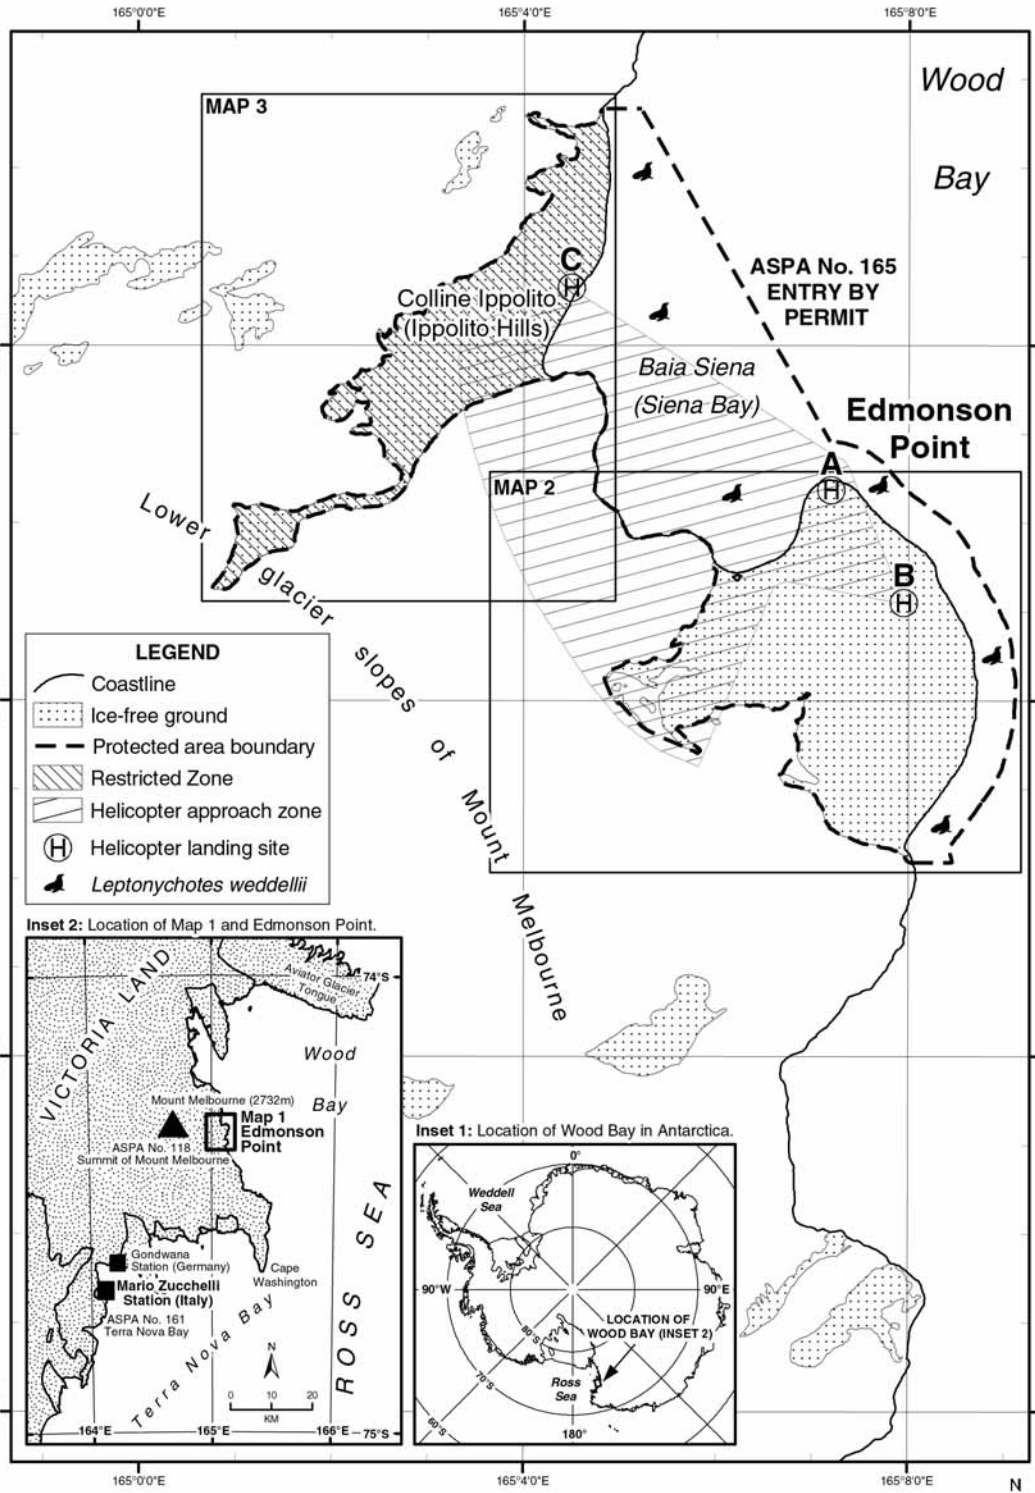 165°0'0"E
165°4'0"E
165°8'0"E
Wood
Bay
MAP 3
C
H
Colline Ippolito
(Ippolito Hills)
ASPA No. 165
ENTRY BY
PERMIT
Baia Siena
(Siena Bay)
Edmonson
Point
A
H
MAP 2
B
H
Lower
glacier
slopes
of
Mount
Melbourne
LEGEND
Coastline
Ice-free ground
Protected area boundary
Restricted Zone
Helicopter approach zone
H
Helicopter landing site
Leptonychotes weddellii
Inset 2: Location of Map 1 and Edmonson Point.
VICTORIA LAND
Aviator Glacier
Tongue
74°S
Wood
Bay
Mount Melbourne (2732m)
Map 1
Edmonson
Point
ASPA No. 118
Summit of Mount Melbourne
ROSS SEA
Gondwana
Station (Germany)
Mario Zucchelli
Station (Italy)
ASPA No. 161
Terra Nova Bay
Cape
Washington
Terra Nova Bay
N
0 10 20
KM
164°E
165°E
166°E
75°S
Inset 1: Location of Wood Bay in Antarctica.
0°
Weddell
Sea
90°W
90°E
LOCATION OF
WOOD BAY (INSET 2)
80°S
Ross
Sea
70°S
60°S
180°
165°0'0"E
165°4'0"E
165°8'0"E
N